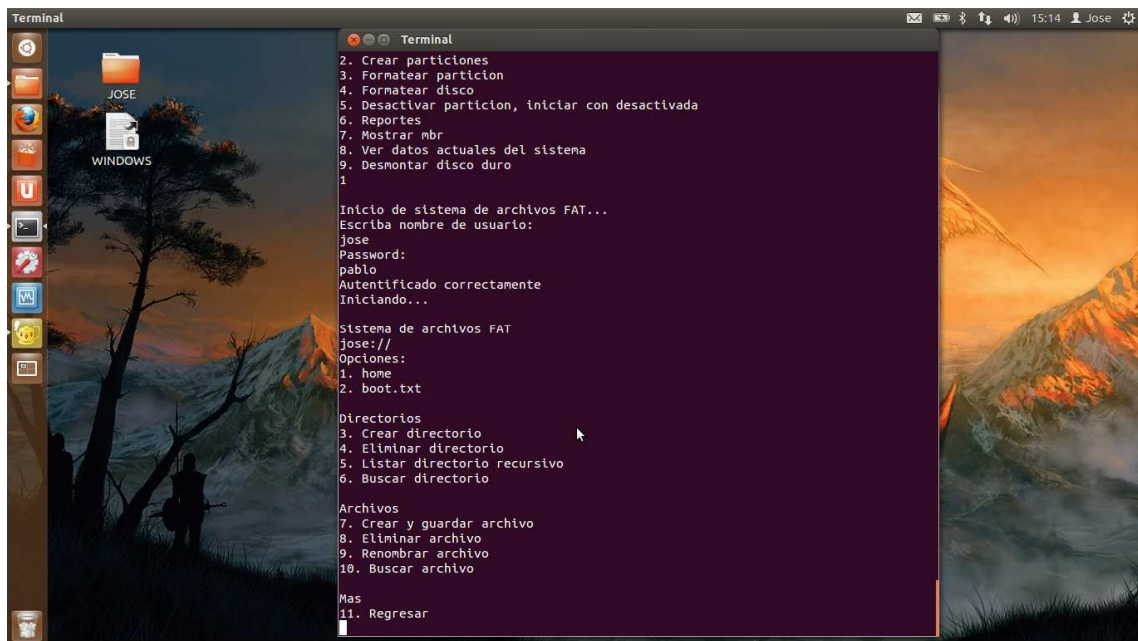 Terminal
15:14 Jose
Terminal
JOSE
WINDOWS
2. Crear particiones
3. Formatear particion
4. Formatear disco
5. Desactivar particion, iniciar con desactivada
6. Reportes
7. Mostrar mbr
8. Ver datos actuales del sistema
9. Desmontar disco duro
1
Inicio de sistema de archivos FAT...
Escriba nombre de usuario:
jose
Password:
pablo
Autentificado correctamente
Iniciando...
Sistema de archivos FAT
jose://
Opciones:
1. home
2. boot.txt
Directorios
3. Crear directorio
4. Eliminar directorio
5. Listar directorio recursivo
6. Buscar directorio
Archivos
7. Crear y guardar archivo
8. Eliminar archivo
9. Renombrar archivo
10. Buscar archivo
Mas
11. Regresar